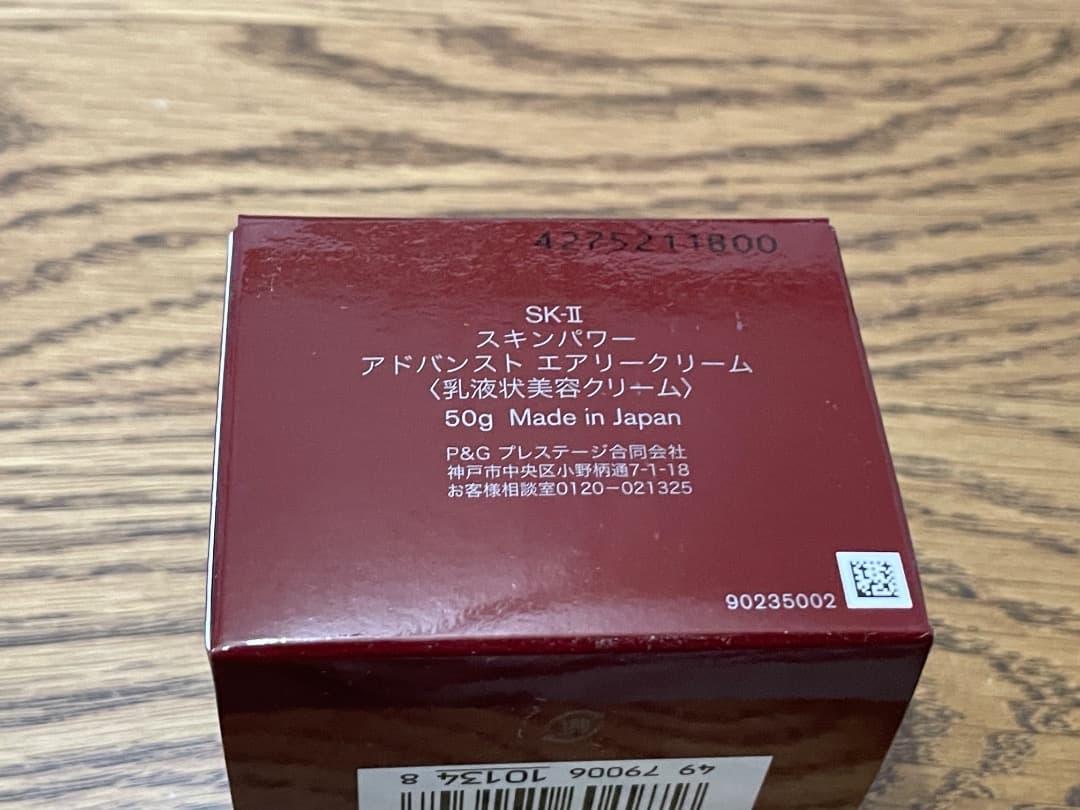 4275211800
SK-II
スキンパワー
アドバンスト エアリークリーム
〈乳液状美容クリーム〉
50g Made in Japan
P&G プレステージ合同会社
神戸市中央区小野柄通7-1-18
お客様相談室0120-021325
90235002
49 79006 10134 8